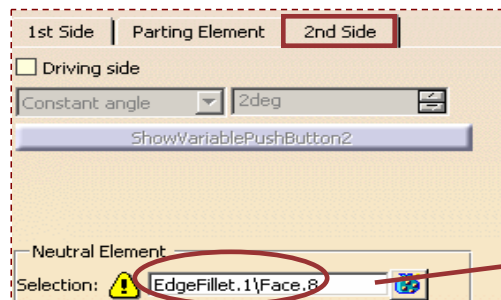 1st Side Parting Element 2nd Side
Driving side
Constant angle 2deg
ShowVariablePushButton2
Neutral Element
Selection: EdgeFillet.1\Face.8